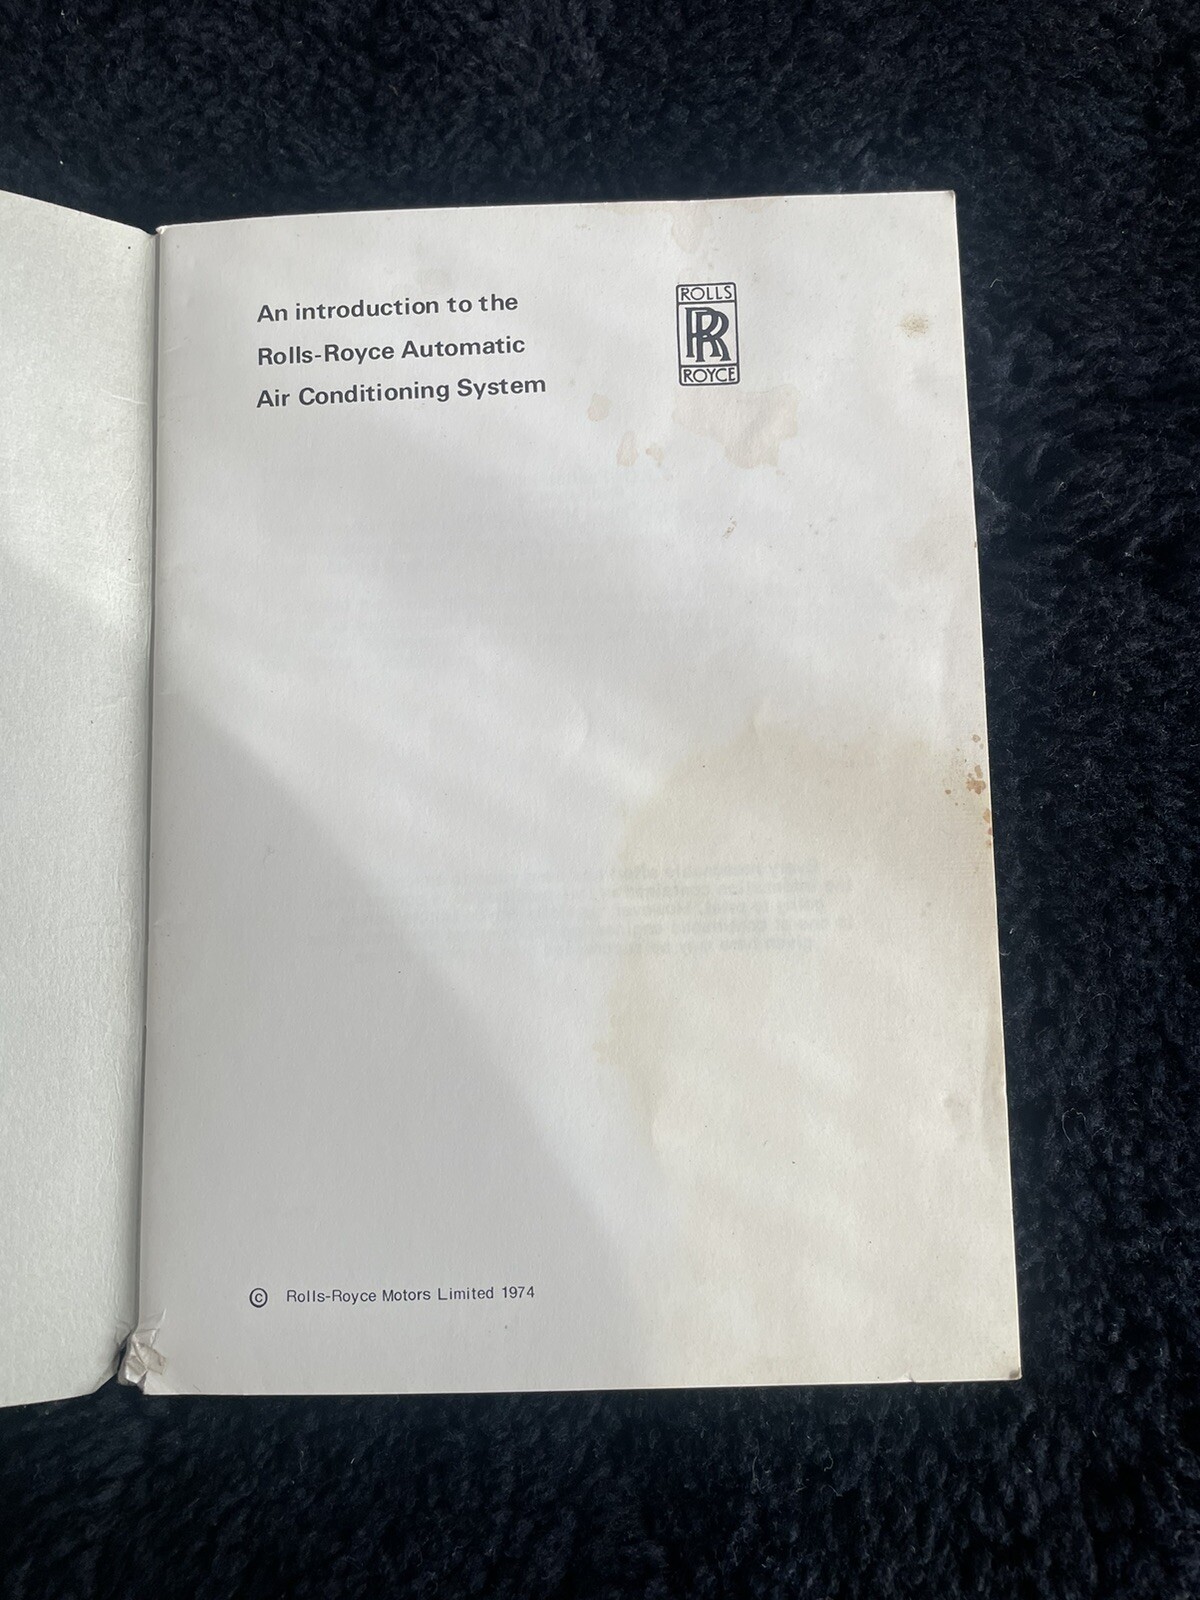 An introduction to the
Rolls-Royce Automatic
Air Conditioning System
ROLLS
RR
ROYCE
© Rolls-Royce Motors Limited 1974